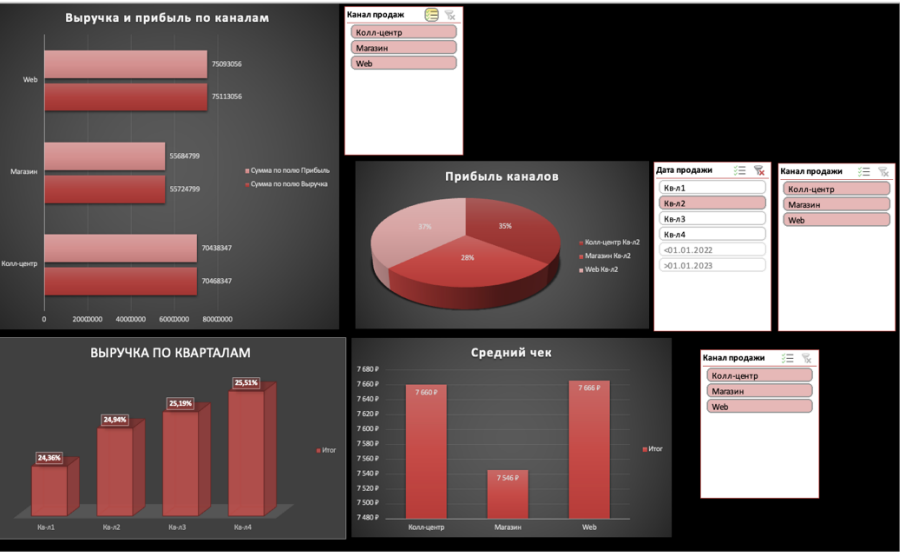 Выручка и прибыль по каналам
Web
75093056
75113056
Магазин
55684799
55724799
Колл-центр
70438347
70468347
0 20000000 40000000 60000000 80000000
Сумма по полю Прибыль
Сумма по полю Выручка
Канал продаж
Колл-центр
Магазин
Web
Прибыль каналов
37%
35%
28%
Колл-центр Кв-л2
Магазин Кв-л2
Web Кв-л2
Дата продажи
Кв-л1
Кв-л2
Кв-л3
Кв-л4
<01.01.2022
>01.01.2023
Канал продажи
Колл-центр
Магазин
Web
ВЫРУЧКА ПО КВАРТАЛАМ
24,36%
24,94%
25,19%
25,51%
Кв-л1 Кв-л2 Кв-л3 Кв-л4
Итог
Средний чек
7 680 ₽
7 660 ₽
7 640 ₽
7 620 ₽
7 600 ₽
7 580 ₽
7 560 ₽
7 540 ₽
7 520 ₽
7 500 ₽
7 480 ₽
7 660 ₽
7 546 ₽
7 666 ₽
Колл-центр Магазин Web
Итог
Канал продажи
Колл-центр
Магазин
Web